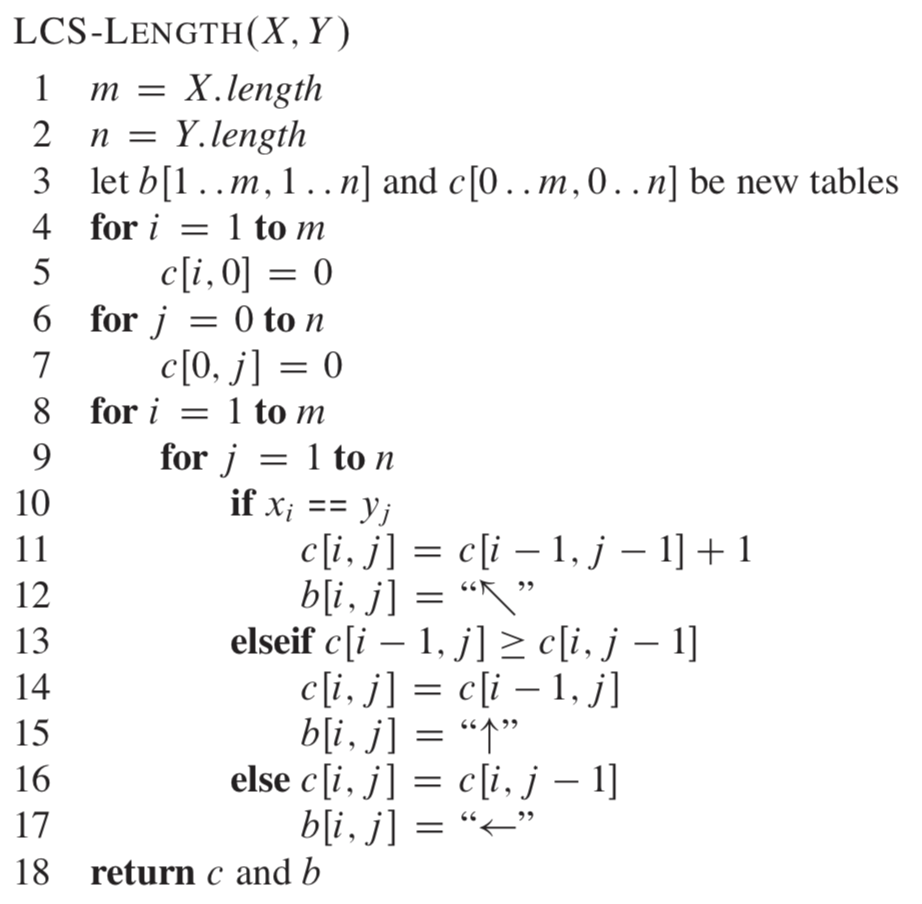 LCS-LENGTH(X, Y)
1 m = X.length
2 n = Y.length
3 let b[1..m, 1..n] and c[0..m, 0..n] be new tables
4 for i = 1 to m
5 c[i, 0] = 0
6 for j = 0 to n
7 c[0, j] = 0
8 for i = 1 to m
9 for j = 1 to n
10 if xᵢ == yⱼ
11 c[i, j] = c[i − 1, j − 1] + 1
12 b[i, j] = “↖”
13 elseif c[i − 1, j] ≥ c[i, j − 1]
14 c[i, j] = c[i − 1, j]
15 b[i, j] = “↑”
16 else c[i, j] = c[i, j − 1]
17 b[i, j] = “←”
18 return c and b